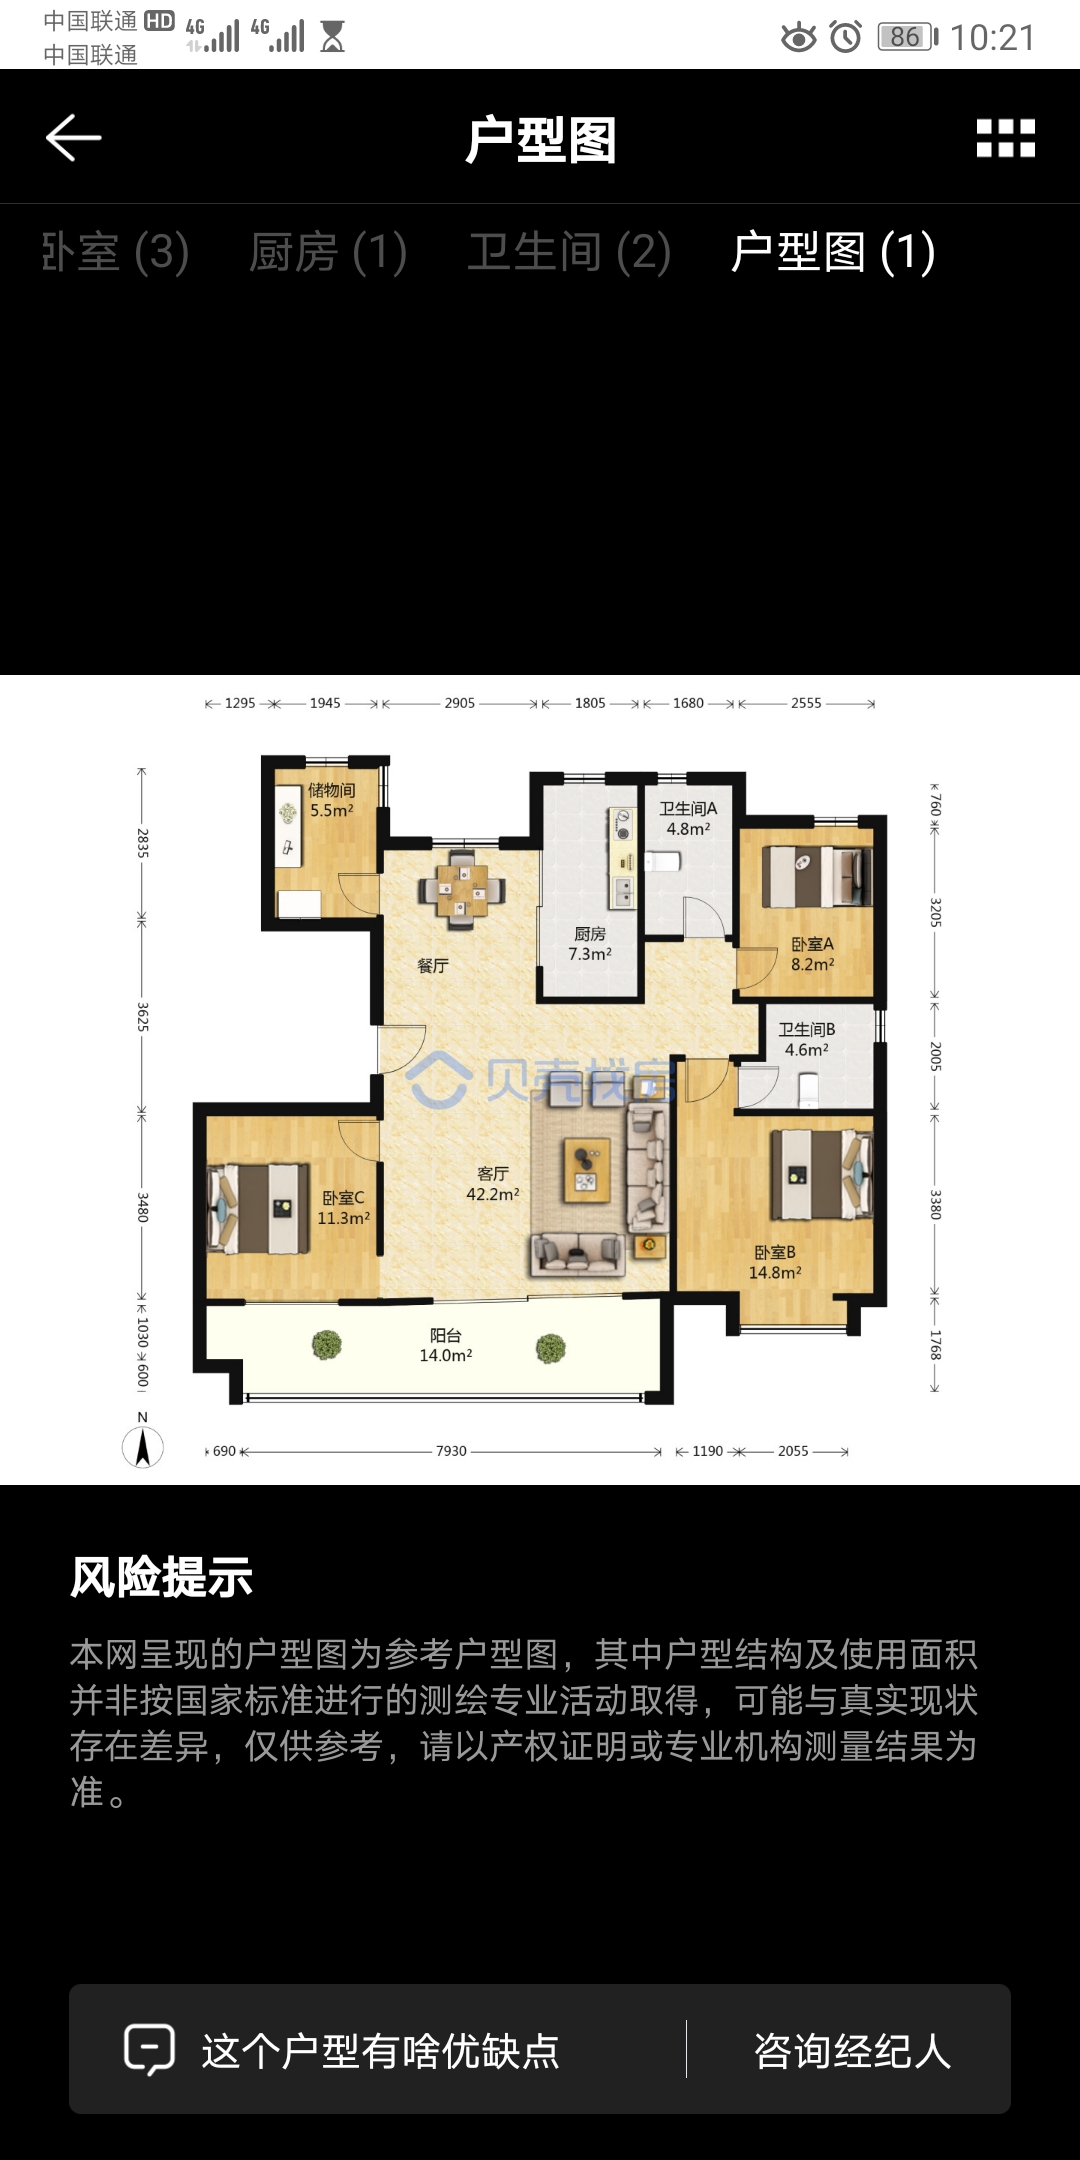 中国联通 HD 4G 4G 86 10:21
中国联通
户型图
卧室 (3) 厨房 (1) 卫生间 (2) 户型图 (1)
1295 1945 2905 1805 1680 2555
储物间
5.5m²
卫生间A
4.8m²
760
2835
3205
厨房
7.3m²
卧室A
8.2m²
餐厅
3625
卫生间B
4.6m²
2005
贝壳找房
客厅
42.2m²
卧室C
11.3m²
3480
3380
卧室B
14.8m²
阳台
14.0m²
1030
600
1768
N
690 7930 1190 2055
风险提示
本网呈现的户型图为参考户型图，其中户型结构及使用面积
并非按国家标准进行的测绘专业活动取得，可能与真实现状
存在差异，仅供参考，请以产权证明或专业机构测量结果为
准。
这个户型有啥优缺点 咨询经纪人